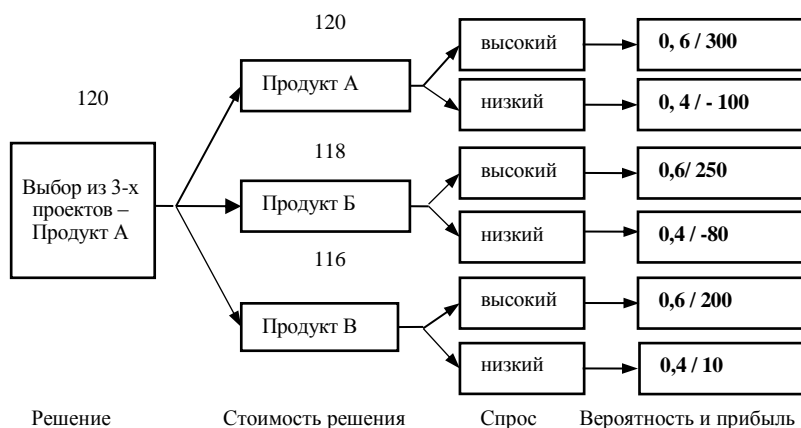 120
120
Продукт А
высокий
0, 6 / 300
низкий
0, 4 / - 100
Выбор из 3-х
проектов –
Продукт А
118
Продукт Б
высокий
0,6/ 250
низкий
0,4 / -80
116
Продукт В
высокий
0,6 / 200
низкий
0,4 / 10
Решение
Стоимость решения
Спрос
Вероятность и прибыль